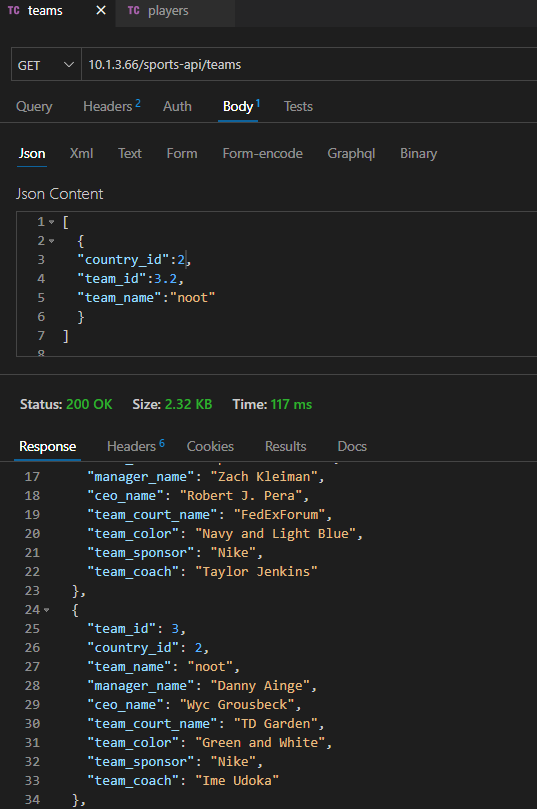 TC teams × TC players
GET 10.1.3.66/sports-api/teams
Query Headers 2 Auth Body 1 Tests
Json Xml Text Form Form-encode Graphql Binary
Json Content
1 [
2 {
3 "country_id":2,
4 "team_id":3.2,
5 "team_name":"noot"
6 }
7 ]
8
Status: 200 OK Size: 2.32 KB Time: 117 ms
Response Headers 6 Cookies Results Docs
17 "manager_name": "Zach Kleiman",
18 "ceo_name": "Robert J. Pera",
19 "team_court_name": "FedExForum",
20 "team_color": "Navy and Light Blue",
21 "team_sponsor": "Nike",
22 "team_coach": "Taylor Jenkins"
23 },
24 {
25 "team_id": 3,
26 "country_id": 2,
27 "team_name": "noot",
28 "manager_name": "Danny Ainge",
29 "ceo_name": "Wyc Grousbeck",
30 "team_court_name": "TD Garden",
31 "team_color": "Green and White",
32 "team_sponsor": "Nike",
33 "team_coach": "Ime Udoka"
34 },